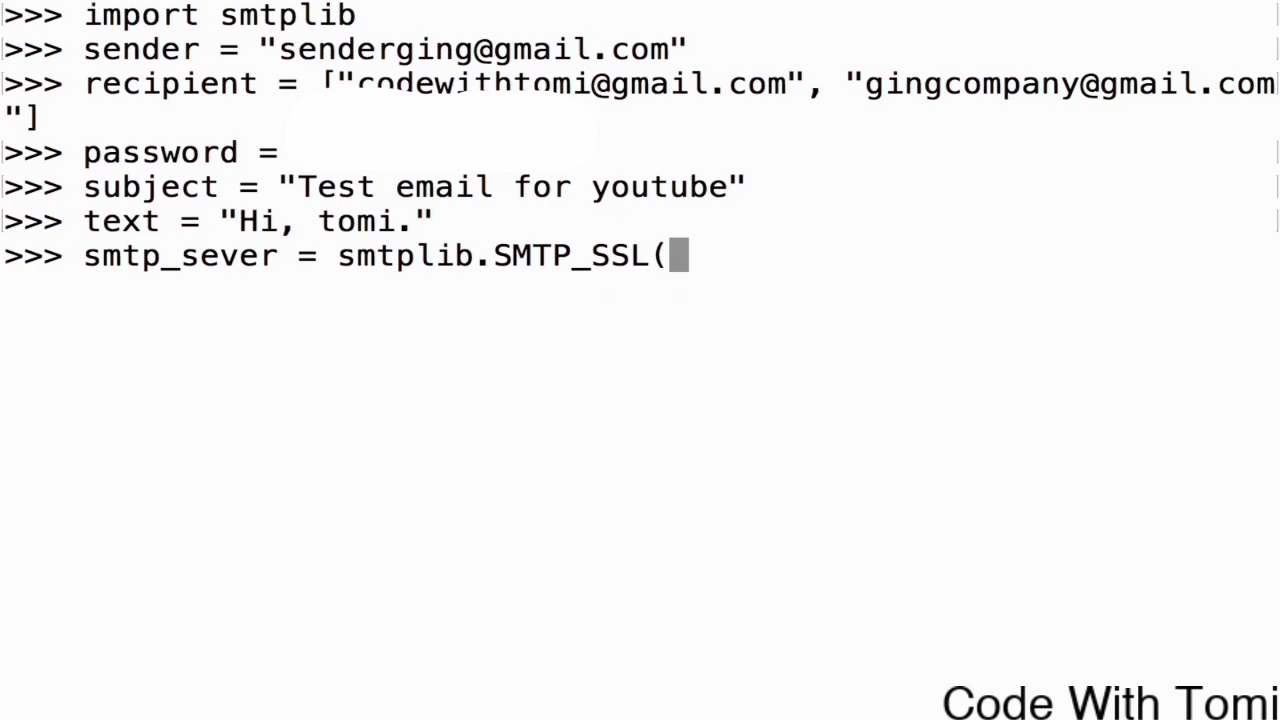 >>> import smtplib
>>> sender = "senderging@gmail.com"
>>> recipient = ["codewithtomi@gmail.com", "gingcompany@gmail.com
"]
>>> password =
>>> subject = "Test email for youtube"
>>> text = "Hi, tomi."
>>> smtp_sever = smtplib.SMTP_SSL(
Code With Tomi